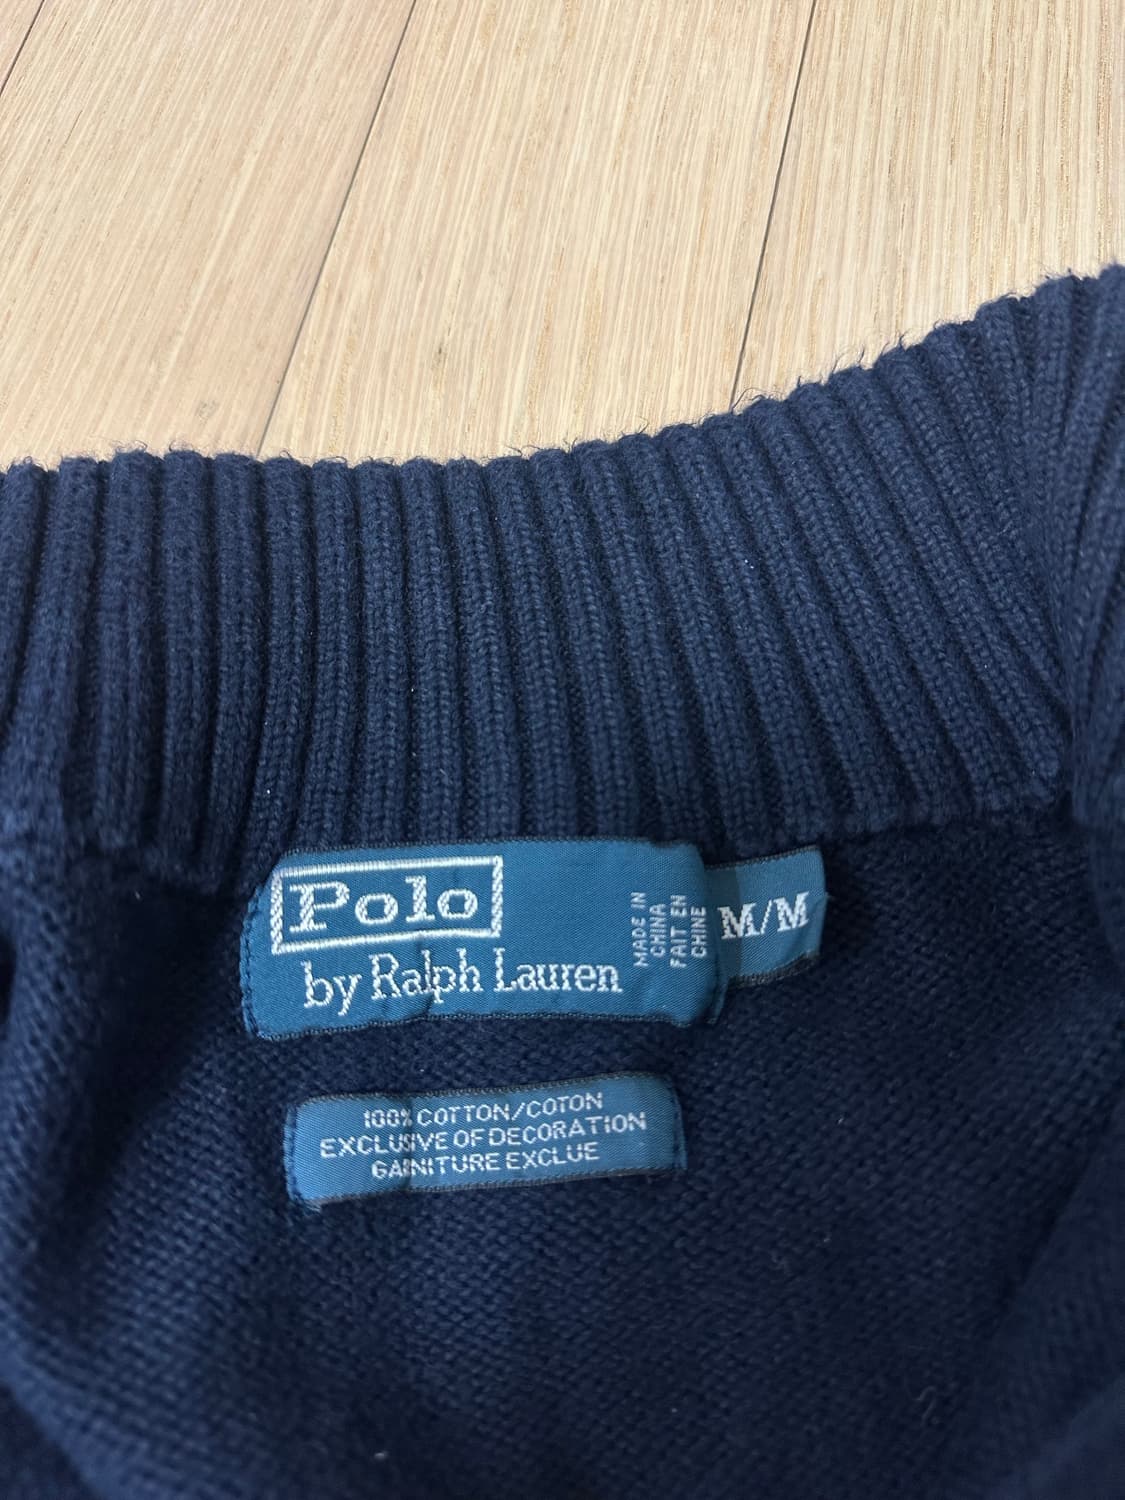 Polo
by Ralph Lauren
MADE IN
CHINA
FAIT EN
CHINE
M/M
100% COTTON/COTON
EXCLUSIVE OF DECORATION
GARNITURE EXCLUE